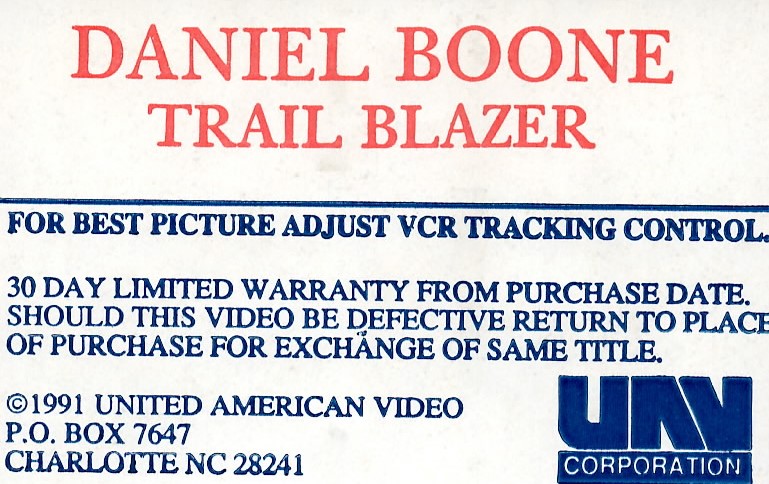 DANIEL BOONE
TRAIL BLAZER
FOR BEST PICTURE ADJUST VCR TRACKING CONTROL.
30 DAY LIMITED WARRANTY FROM PURCHASE DATE.
SHOULD THIS VIDEO BE DEFECTIVE RETURN TO PLACE
OF PURCHASE FOR EXCHANGE OF SAME TITLE.
©1991 UNITED AMERICAN VIDEO
P.O. BOX 7647
CHARLOTTE NC 28241
UAV
CORPORATION